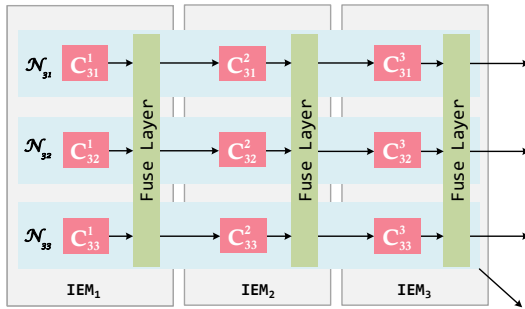 𝒩₃₁ C¹₃₁ Fuse Layer C²₃₁ Fuse Layer C³₃₁ Fuse Layer
𝒩₃₂ C¹₃₂ C²₃₂ C³₃₂
𝒩₃₃ C¹₃₃ C²₃₃ C³₃₃
IEM₁ IEM₂ IEM₃